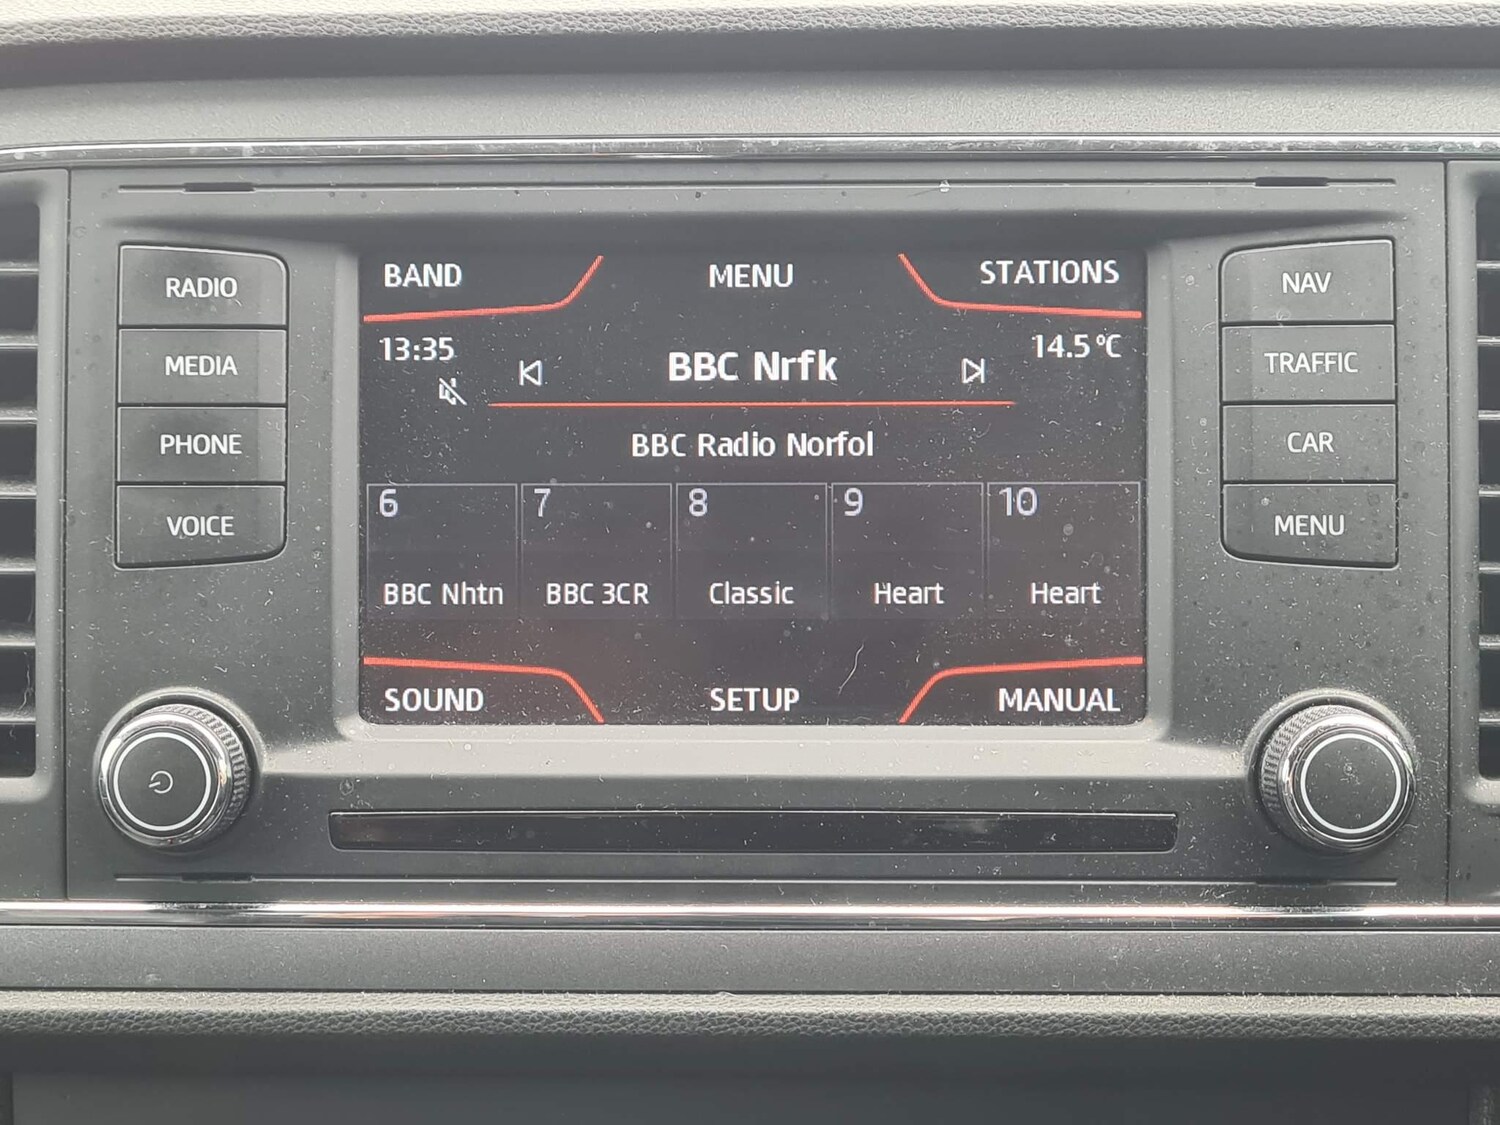 BAND MENU STATIONS
13:35 14.5°C
BBC Nrfk
BBC Radio Norfol
6 7 8 9 10
BBC Nhtn BBC 3CR Classic Heart Heart
SOUND SETUP MANUAL
RADIO
MEDIA
PHONE
VOICE
NAV
TRAFFIC
CAR
MENU